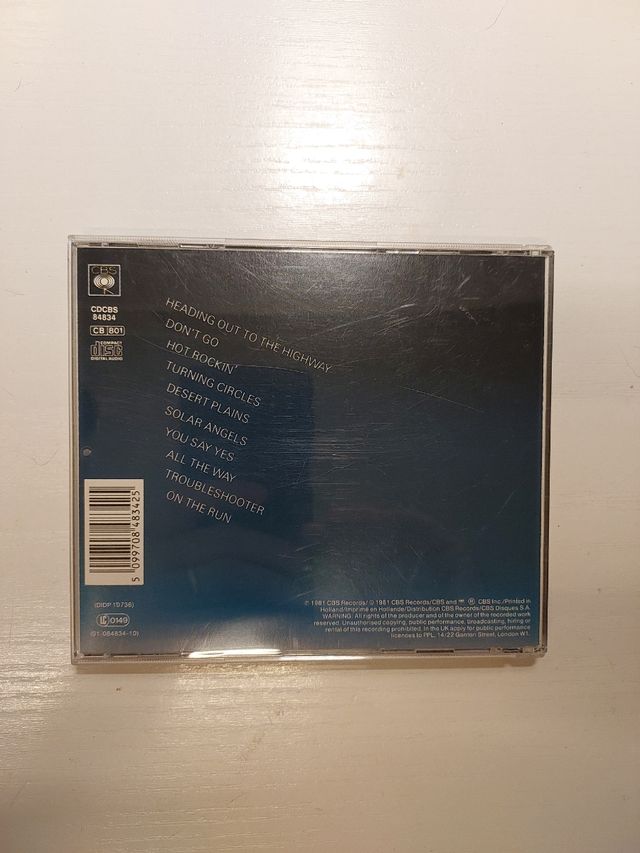 CBS
CDCBS
84834
CB 801
COMPACT
disc
DIGITAL AUDIO
HEADING OUT TO THE HIGHWAY
DON'T GO
HOT ROCKIN'
TURNING CIRCLES
DESERT PLAINS
SOLAR ANGELS
YOU SAY YES
ALL THE WAY
TROUBLESHOOTER
ON THE RUN
5 099708 483425
(DIDP 10736)
LC 0149
(01-084834-10)
℗ 1981 CBS Records/© 1981 CBS Records/CBS and ® CBS Inc./Printed in
Holland/Imprimé en Hollande/Distribution CBS Records/CBS Disques S.A.
WARNING. All rights of the producer and of the owner of the recorded work
reserved. Unauthorised copying, public performance, broadcasting, hiring or
rental of this recording prohibited. In the UK apply for public performance
licences to PPL, 14/22 Ganton Street, London W1.